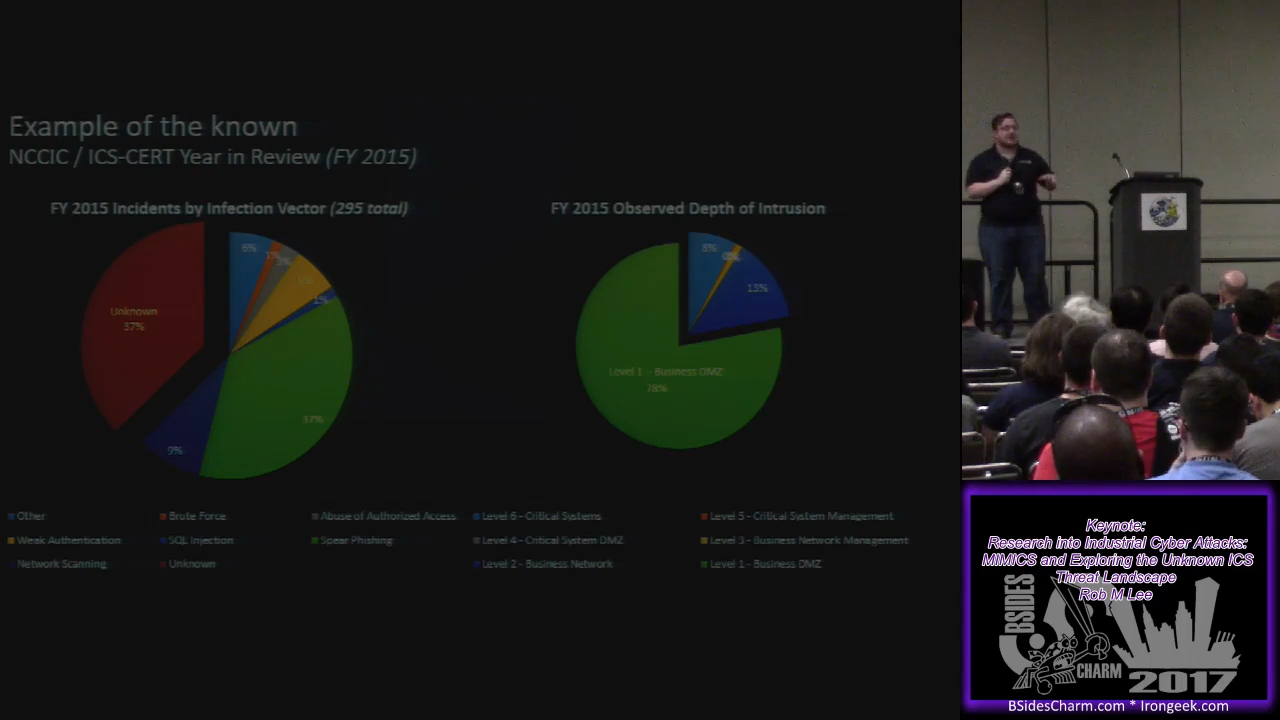 Example of the known
NCCIC / ICS-CERT Year in Review (FY 2015)
FY 2015 Incidents by Infection Vector (295 total)
6%
1%
1%
Unknown
37%
37%
9%
Other
Brute Force
Abuse of Authorized Access
Weak Authentication
SQL Injection
Spear Phishing
Network Scanning
Unknown
FY 2015 Observed Depth of Intrusion
8%
0%
13%
Level 1 – Business DMZ
78%
Level 6 - Critical Systems
Level 5 - Critical System Management
Level 4 - Critical System DMZ
Level 3 - Business Network Management
Level 2 - Business Network
Level 1 - Business DMZ
Keynote:
Research into Industrial Cyber Attacks:
MIMICS and Exploring the Unknown ICS
Threat Landscape
Rob M Lee
BSIDES
CHARM
2017
BSidesCharm.com * Irongeek.com